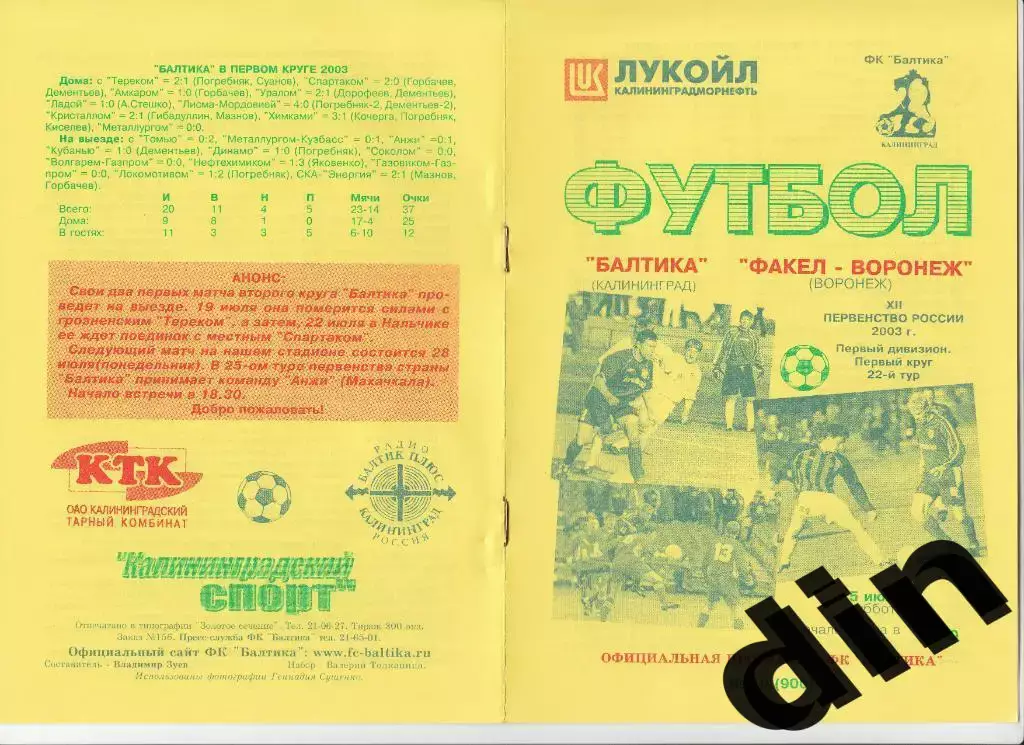 "БАЛТИКА" В ПЕРВОМ КРУГЕ 2003
Дома: с "Тереком" = 2:1 (Погребняк, Суанов), "Спартаком" = 2:0 (Горбачев,
Дементьев), "Амкаром" = 1:0 (Горбачев), "Уралом" = 2:1 (Дорофеев, Дементьев),
"Ладой" = 1:0 (А.Стешко), "Лиома-Мордовией" = 4:0 (Погребняк-2, Дементьев-2),
"Кристаллом" = 2:1 (Гибадуллин, Мазнов), "Химками" = 3:1 (Кочерга, Погребняк,
Киселев), "Металлургом" = 0:0.
На выезде: с "Томью" = 0:2, "Металлургом-Кузбасс" = 0:1, "Анжи" =0:1,
"Кубанью" = 1:0 (Дементьев), "Динамо" = 1:0 (Погребняк), "Соколом" = 0:0,
"Волгарем-Газпром" = 0:0, "Нефтехимиком" = 1:3 (Яковенко), "Газовиком-Газ-
пром" = 0:0, "Локомотивом" = 1:2 (Погребняк), СКА-"Энергия" = 2:1 (Мазнов,
Горбачев).
И В Н П Мячи Очки
Всего: 20 11 4 5 23-14 37
Дома: 9 8 1 0 17-4 25
В гостях: 11 3 3 5 6-10 12
АНОНС:
Свои два первых матча второго круга "Балтика" про-
ведет на выезде. 19 июля она померится силами с
грозненским "Тереком", а затем, 22 июля в Нальчике
ее ждет поединок с местным "Спартаком"
Следующий матч на нашем стадионе состоится 28
июля(понедельник). В 25-ом туре первенства страны
"Балтика" принимает команду "Анжи" (Махачкала).
Начало встречи в 18.30.
Добро пожаловать!
КТК
ОАО КАЛИНИНГРАДСКИЙ
ТАРНЫЙ КОМБИНАТ
РАДИО
БАЛТИК ПЛЮС
КАЛИНИНГРАД
РОССИЯ
"Калининградский
спорт"
Отпечатано в типографии "Золотое сечение". Тел. 21-06-27. Тираж 300 экз.
Заказ №156. Пресс-служба ФК "Балтика" тел. 21-65-01.
Официальный сайт ФК "Балтика": www.fc-baltika.ru
Составитель - Владимир Зуев Набор - Валерия Толкацина.
Использованы фотографии Геннадия Сущенко.
ЛУКОЙЛ
КАЛИНИНГРАДМОРНЕФТЬ
ФК "Балтика"
КАЛИНИНГРАД
ФУТБОЛ
"БАЛТИКА" "ФАКЕЛ - ВОРОНЕЖ"
(КАЛИНИНГРАД) (ВОРОНЕЖ)
XII
ПЕРВЕНСТВО РОССИИ
2003 г.
Первый дивизион.
Первый круг
22-й тур
13
ОФИЦИАЛЬНАЯ ФК
din